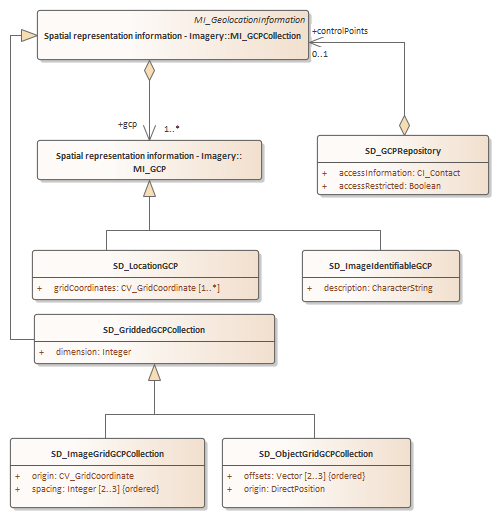 MI_GeolocationInformation
Spatial representation information - Imagery::MI_GCPCollection
+controlPoints
0..1
+gcp
1..*
SD_GCPRepository
+ accessInformation: CI_Contact
+ accessRestricted: Boolean
Spatial representation information - Imagery::
MI_GCP
SD_LocationGCP
+ gridCoordinates: CV_GridCoordinate [1..*]
SD_ImageIdentifiableGCP
+ description: CharacterString
SD_GriddedGCPCollection
+ dimension: Integer
SD_ImageGridGCPCollection
+ origin: CV_GridCoordinate
+ spacing: Integer [2..3] {ordered}
SD_ObjectGridGCPCollection
+ offsets: Vector [2..3] {ordered}
+ origin: DirectPosition